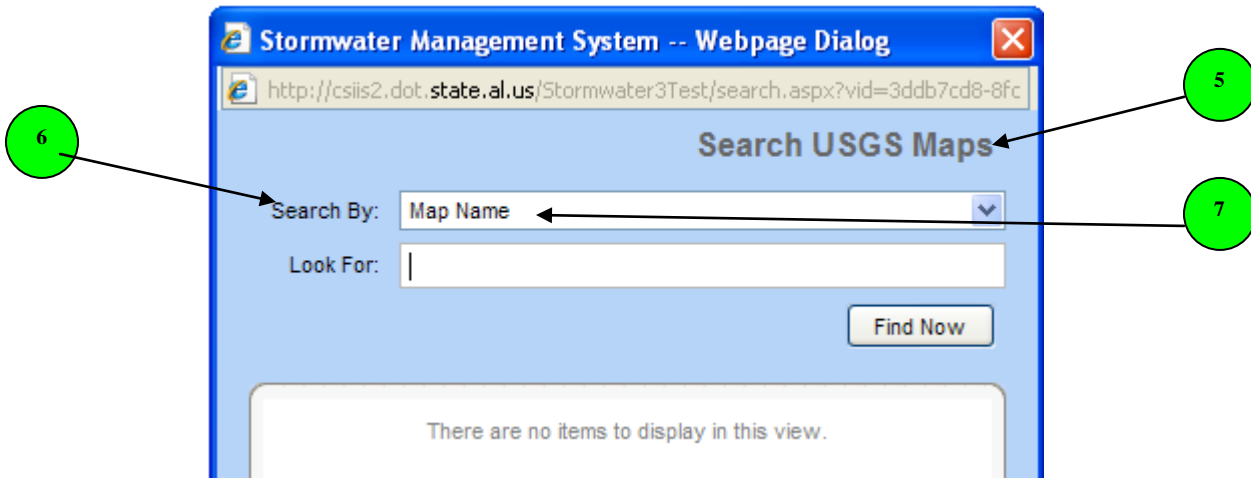 Stormwater Management System -- Webpage Dialog
http://csiis2.dot.state.al.us/Stormwater3Test/search.aspx?vid=3ddb7cd8-8fc
5
Search USGS Maps
6
Search By: Map Name
7
Look For:
Find Now
There are no items to display in this view.